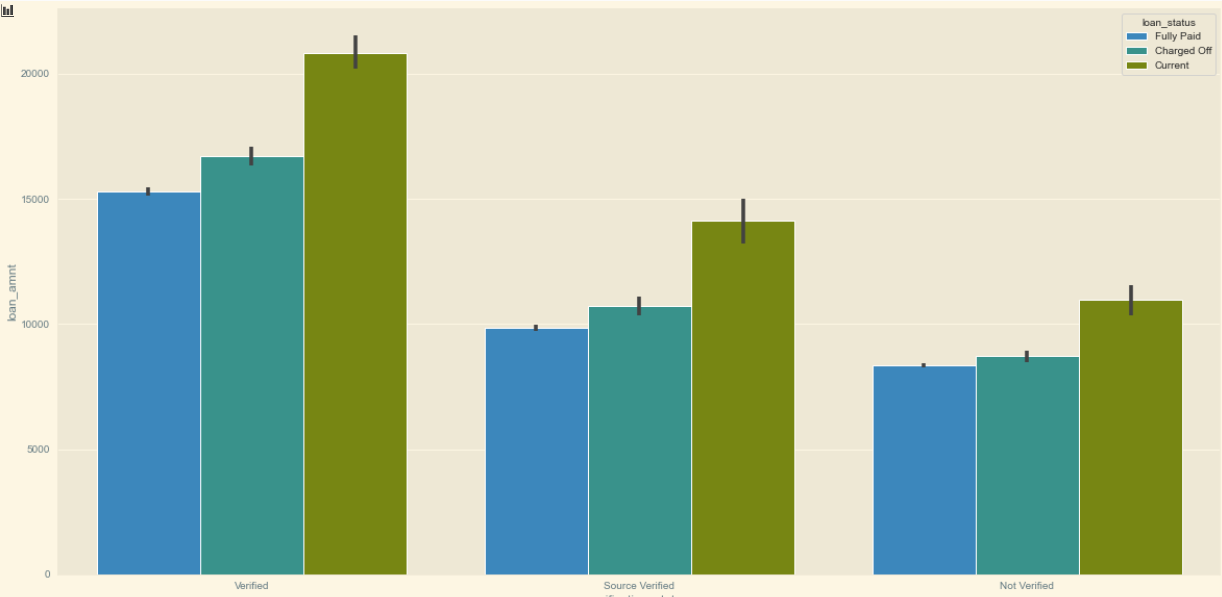 loan_status
Fully Paid
Charged Off
Current
20000
15000
10000
5000
0
loan_amnt
Verified
Source Verified
Not Verified